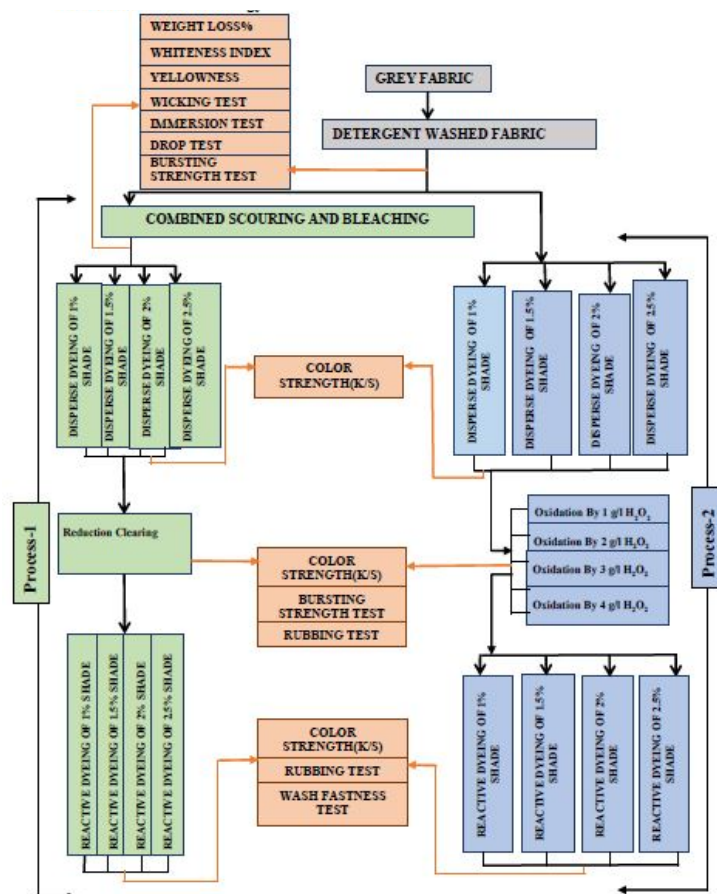 WEIGHT LOSS%
WHITENESS INDEX
YELLOWNESS
WICKING TEST
IMMERSION TEST
DROP TEST
BURSTING
STRENGTH TEST
GREY FABRIC
DETERGENT WASHED FABRIC
COMBINED SCOURING AND BLEACHING
DISPERSE DYEING OF 1%
SHADE
DISPERSE DYEING OF 1.5%
SHADE
DISPERSE DYEING OF 2%
SHADE
DISPERSE DYEING OF 2.5%
SHADE
COLOR
STRENGTH(K/S)
DISPERSE DYEING OF 1%
SHADE
DISPERSE DYEING OF 1.5%
SHADE
DISPERSE DYEING OF 2%
SHADE
DISPERSE DYEING OF 2.5%
SHADE
Process-1
Reduction Clearing
COLOR
STRENGTH(K/S)
BURSTING
STRENGTH TEST
RUBBING TEST
Oxidation By 1 g/l H₂O₂
Oxidation By 2 g/l H₂O₂
Oxidation By 3 g/l H₂O₂
Oxidation By 4 g/l H₂O₂
Process-2
REACTIVE DYEING OF 1% SHADE
REACTIVE DYEING OF 1.5% SHADE
REACTIVE DYEING OF 2% SHADE
REACTIVE DYEING OF 2.5% SHADE
COLOR
STRENGTH(K/S)
RUBBING TEST
WASH FASTNESS
TEST
REACTIVE DYEING OF 1%
SHADE
REACTIVE DYEING OF 1.5%
SHADE
REACTIVE DYEING OF 2%
SHADE
REACTIVE DYEING OF 2.5%
SHADE